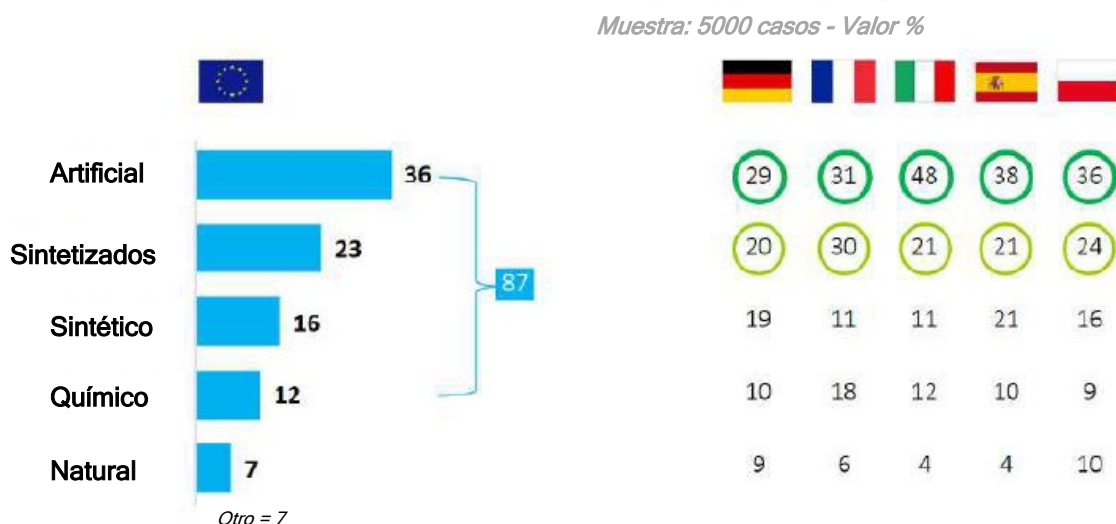 Muestra: 5000 casos - Valor %
Artificial 36 29 31 48 38 36
Sintetizados 23 20 30 21 21 24
87
Sintético 16 19 11 11 21 16
Químico 12 10 18 12 10 9
Natural 7 9 6 4 4 10
Otro = 7